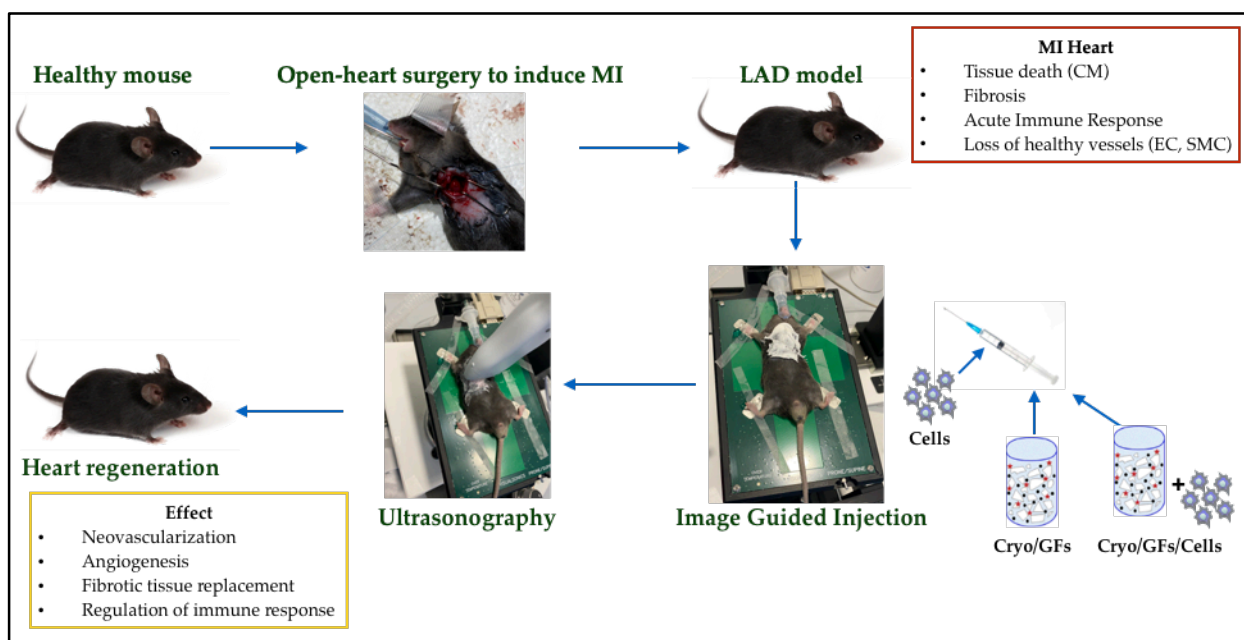 Healthy mouse
Open-heart surgery to induce MI
LAD model
MI Heart
• Tissue death (CM)
• Fibrosis
• Acute Immune Response
• Loss of healthy vessels (EC, SMC)
Cells
Cryo/GFs
+
Cryo/GFs/Cells
Image Guided Injection
Ultrasonography
Heart regeneration
Effect
• Neovascularization
• Angiogenesis
• Fibrotic tissue replacement
• Regulation of immune response